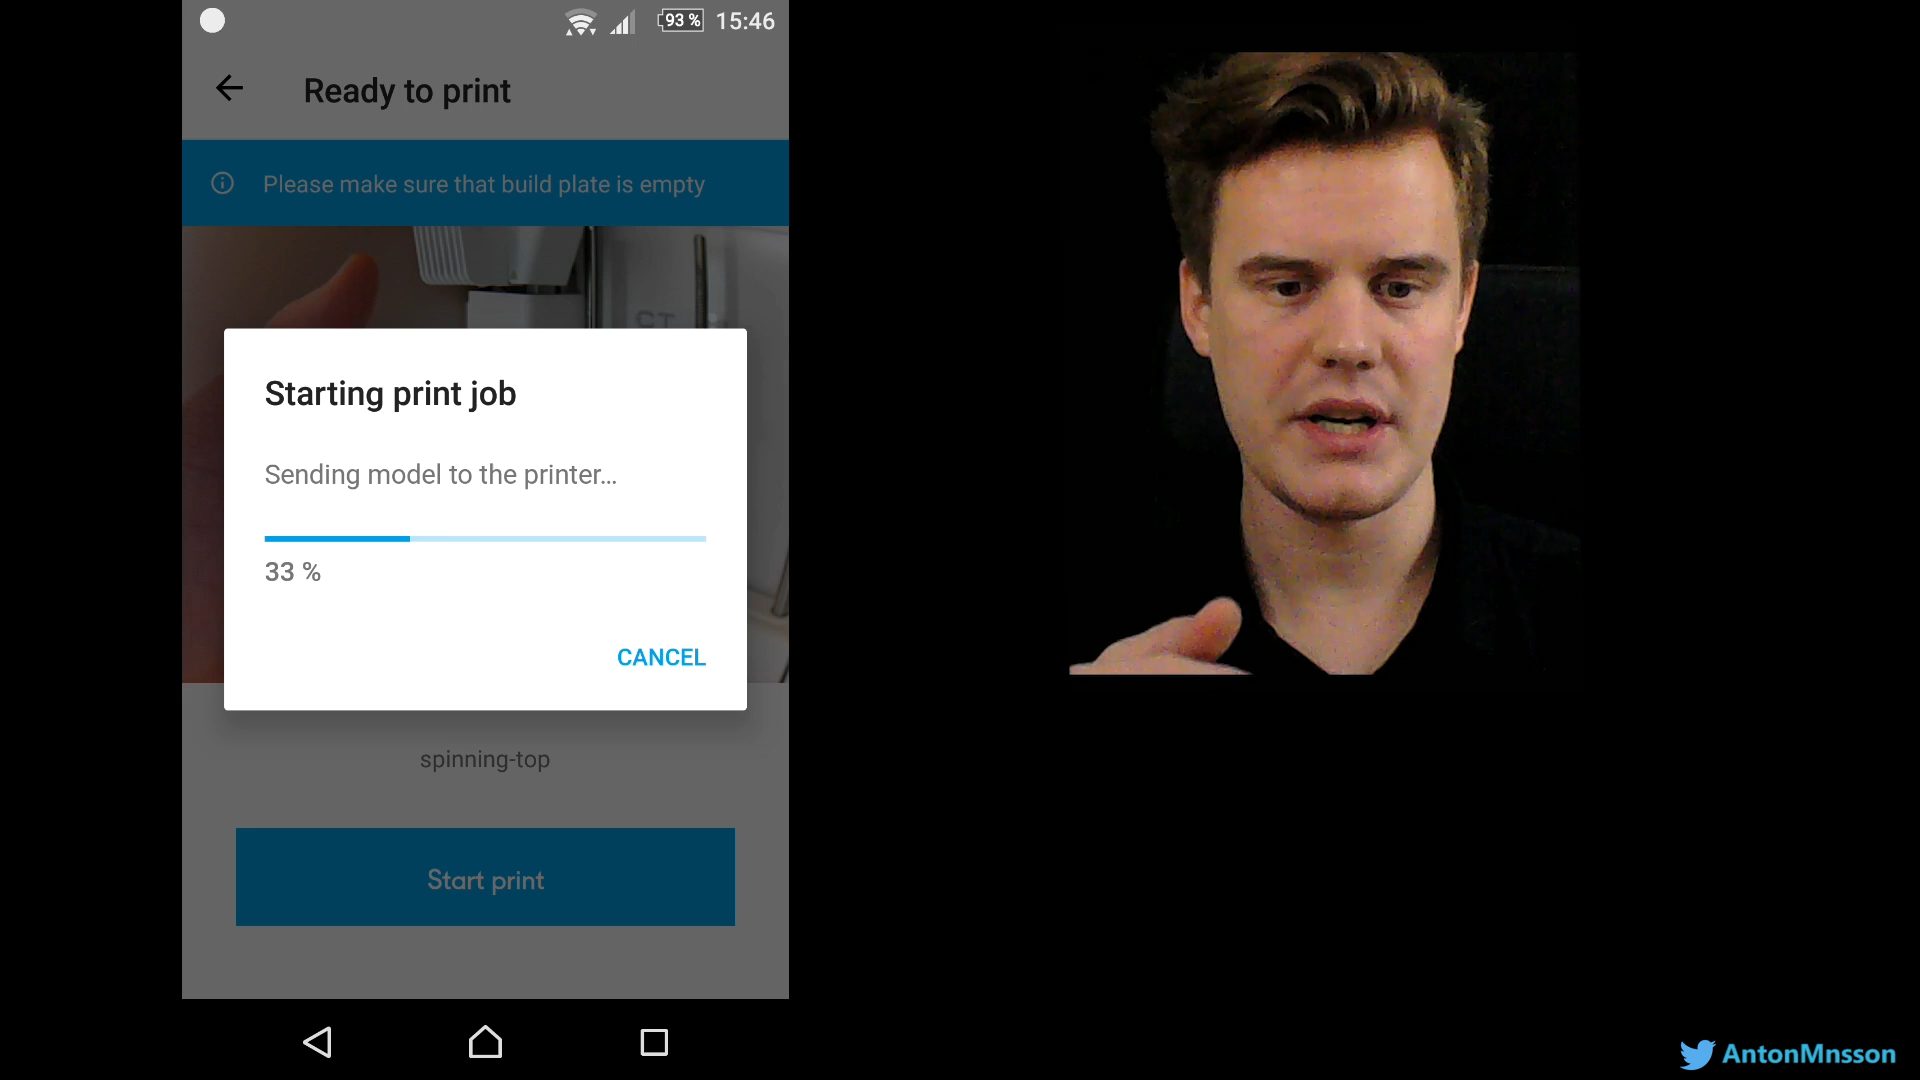 93 %
15:46
Ready to print
Please make sure that build plate is empty
Starting print job
Sending model to the printer...
33 %
CANCEL
spinning-top
Start print
AntonMnsson